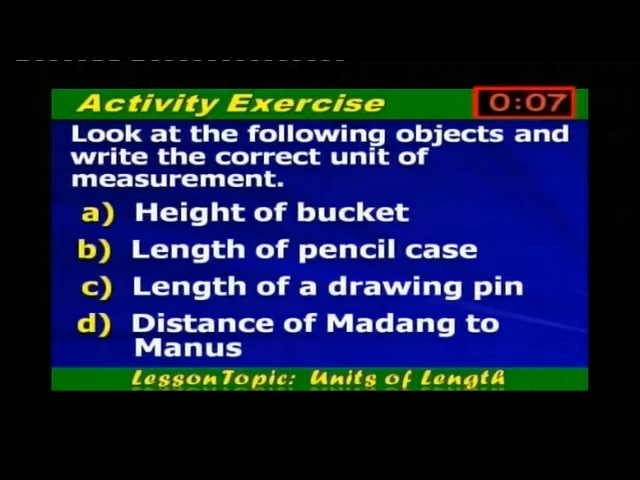 Activity Exercise
0:07
Look at the following objects and
write the correct unit of
measurement.
a) Height of bucket
b) Length of pencil case
c) Length of a drawing pin
d) Distance of Madang to
Manus
Lesson Topic: Units of Length